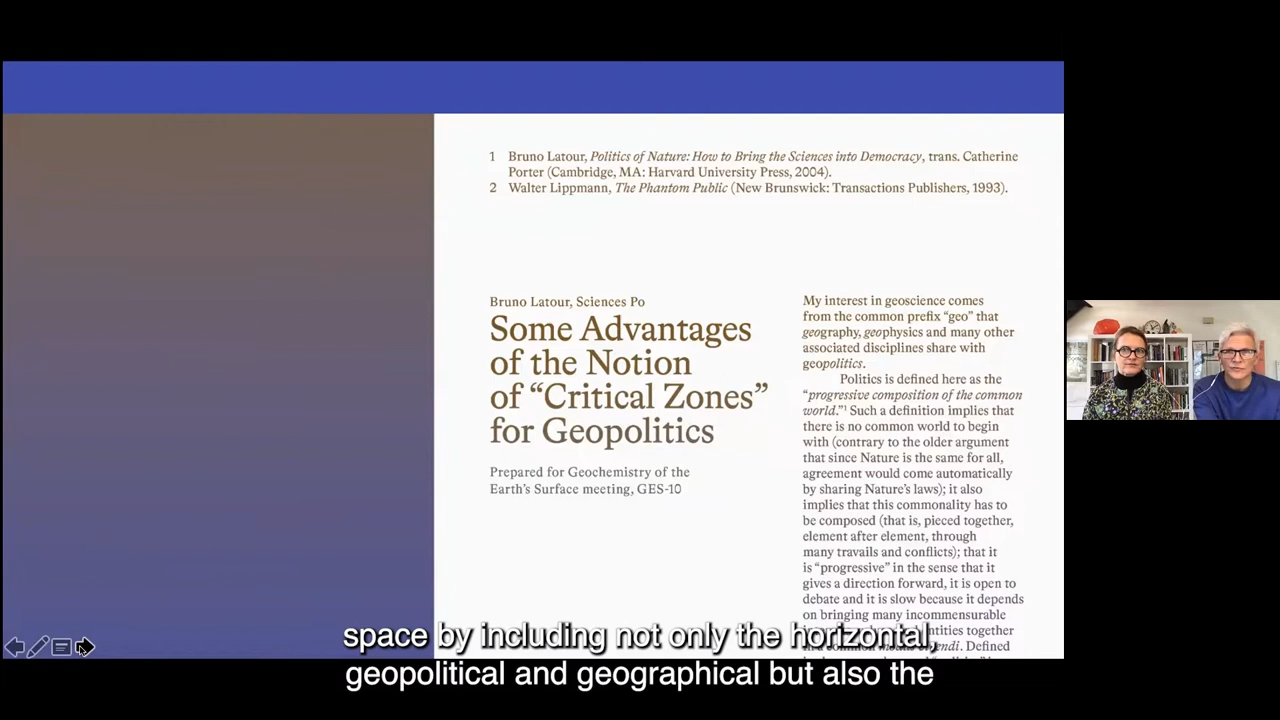 1 Bruno Latour, Politics of Nature: How to Bring the Sciences into Democracy, trans. Catherine
Porter (Cambridge, MA: Harvard University Press, 2004).
2 Walter Lippmann, The Phantom Public (New Brunswick: Transactions Publishers, 1993).
Bruno Latour, Sciences Po
Some Advantages
of the Notion
of “Critical Zones”
for Geopolitics
Prepared for Geochemistry of the
Earth’s Surface meeting, GES-10
My interest in geoscience comes
from the common prefix “geo” that
geography, geophysics and many other
associated disciplines share with
geopolitics.
Politics is defined here as the
“progressive composition of the common
world.”1 Such a definition implies that
there is no common world to begin
with (contrary to the older argument
that since Nature is the same for all,
agreement would come automatically
by sharing Nature’s laws); it also
implies that this commonality has to
be composed (that is, pieced together,
element after element, through
many travails and conflicts); that it
is “progressive” in the sense that it
gives a direction forward, it is open to
debate and it is slow because it depends
on bringing many incommensurable
together
Defined
space by including not only the horizontal,
geopolitical and geographical but also the